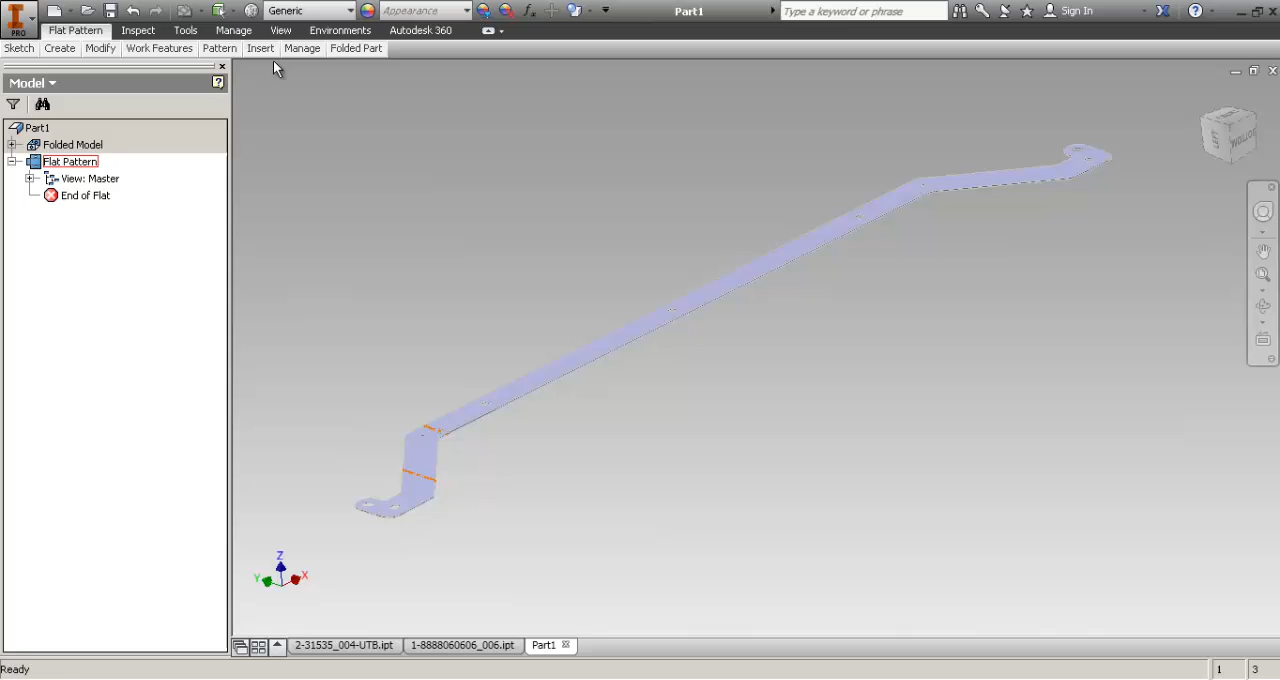 PRO
Generic
Appearance
Part1
Type a keyword or phrase
Sign In
Flat Pattern Inspect Tools Manage View Environments Autodesk 360
Sketch Create Modify Work Features Pattern Insert Manage Folded Part
Model
Part1
Folded Model
Flat Pattern
View: Master
End of Flat
LEFT
BOTTOM
Z
Y
X
2-31535_004-UTB.ipt 1-8888060606_006.ipt Part1
Ready
1 3